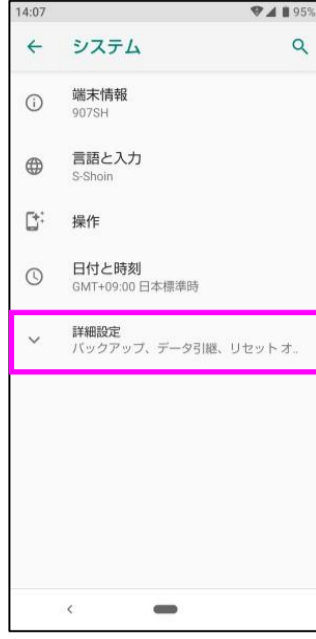 14:07
95%
システム
端末情報
907SH
言語と入力
S-Shoin
操作
日付と時刻
GMT+09:00 日本標準時
詳細設定
バックアップ、データ引継、リセット オ..